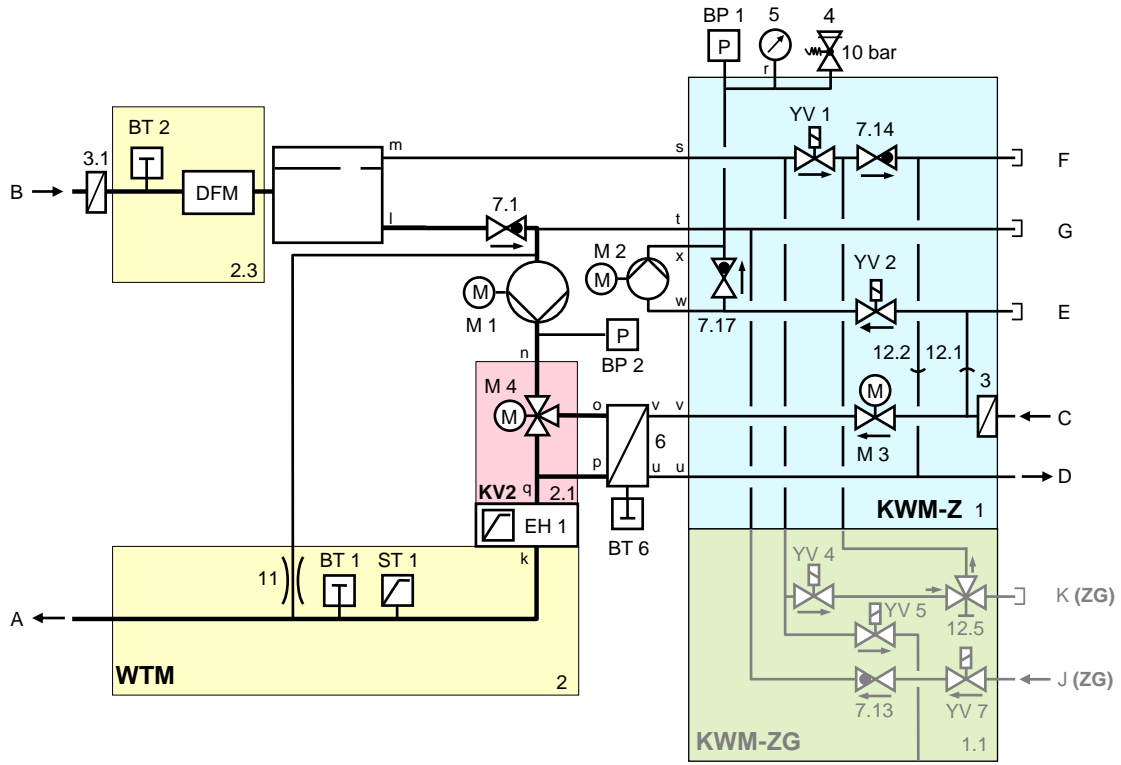 BP 1
5
4
P
r
10 bar
BT 2
YV 1
7.14
3.1
m
s
F
B
DFM
l
7.1
t
G
M 2
x
YV 2
2.3
M
M
w
E
M 1
7.17
P
n
BP 2
12.2
12.1
3
M 4
M
M
o
v
v
C
6
M 3
p
u
u
D
KV2
q
2.1
KWM-Z
1
EH 1
BT 6
k
YV 4
BT 1
ST 1
11
K (ZG)
YV 5
12.5
A
WTM
2
J (ZG)
7.13
YV 7
KWM-ZG
1.1